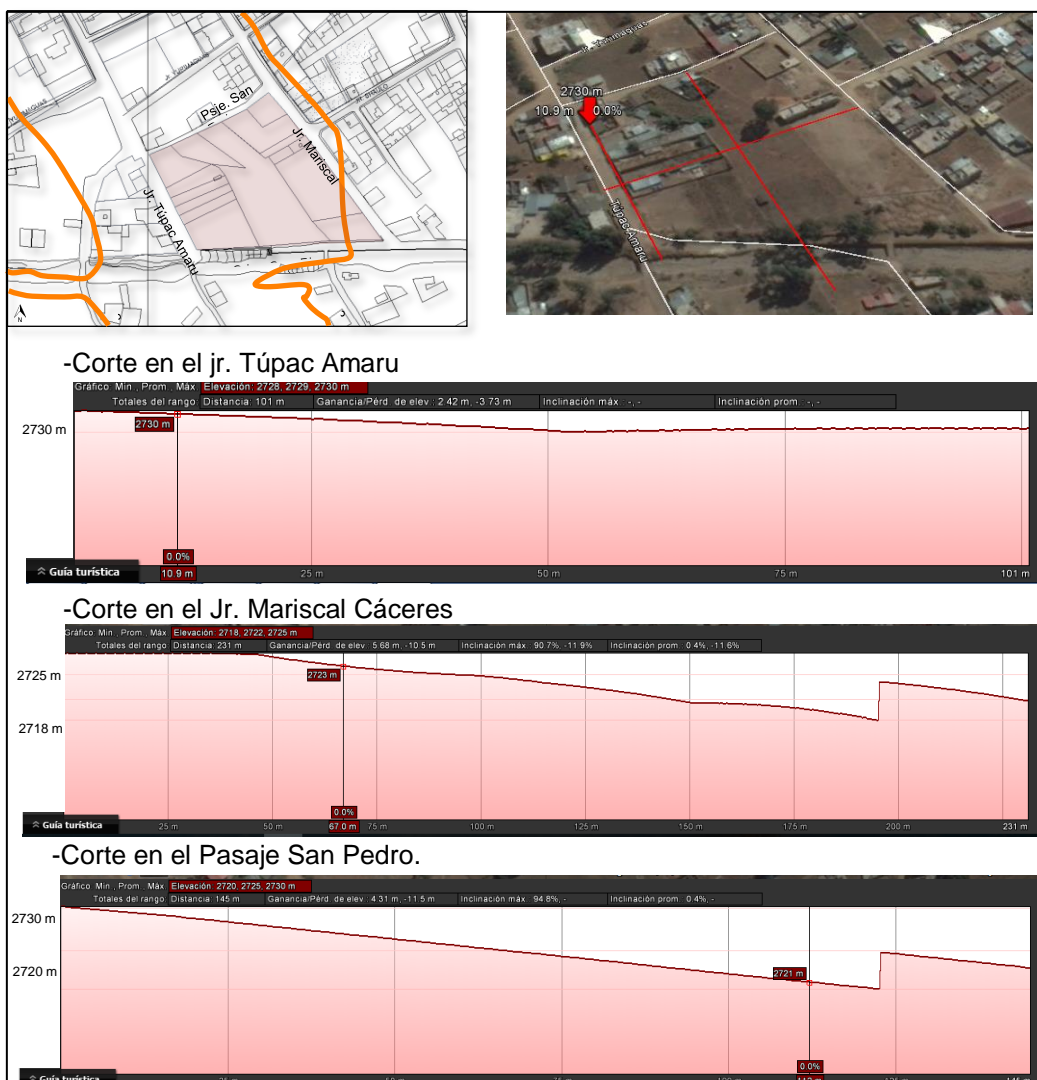 Jr. YURIMAGUAS
Psje. San
Jr. Mariscal
Jr. Túpac Amaru
N
2730 m
10.9 m 0.0%
Túpac Amaru
-Corte en el jr. Túpac Amaru
Gráfico: Mín., Prom., Máx. Elevación: 2728, 2729, 2730 m
Totales del rango: Distancia: 101 m Ganancia/Pérd. de elev.: 2.42 m, -3.73 m Inclinación máx.: -,- Inclinación prom.: -,-
2730 m
2730 m
0.0%
Guía turística 10.9 m 25 m 50 m 75 m 101 m
-Corte en el Jr. Mariscal Cáceres
Gráfico: Mín., Prom., Máx. Elevación: 2718, 2722, 2725 m
Totales del rango: Distancia: 231 m Ganancia/Pérd. de elev.: 5.68 m, -10.5 m Inclinación máx.: 90.7%, -11.9% Inclinación prom.: 0.4%, -11.6%
2725 m
2723 m
2718 m
0.0%
Guía turística 25 m 50 m 67.0 m 75 m 100 m 125 m 150 m 175 m 200 m 231 m
-Corte en el Pasaje San Pedro.
Gráfico: Mín., Prom., Máx. Elevación: 2720, 2725, 2730 m
Totales del rango: Distancia: 145 m Ganancia/Pérd. de elev.: 4.31 m, -11.5 m Inclinación máx.: 94.8%, - Inclinación prom.: 0.4%, -
2730 m
2720 m
2721 m
0.0%
Guía turística